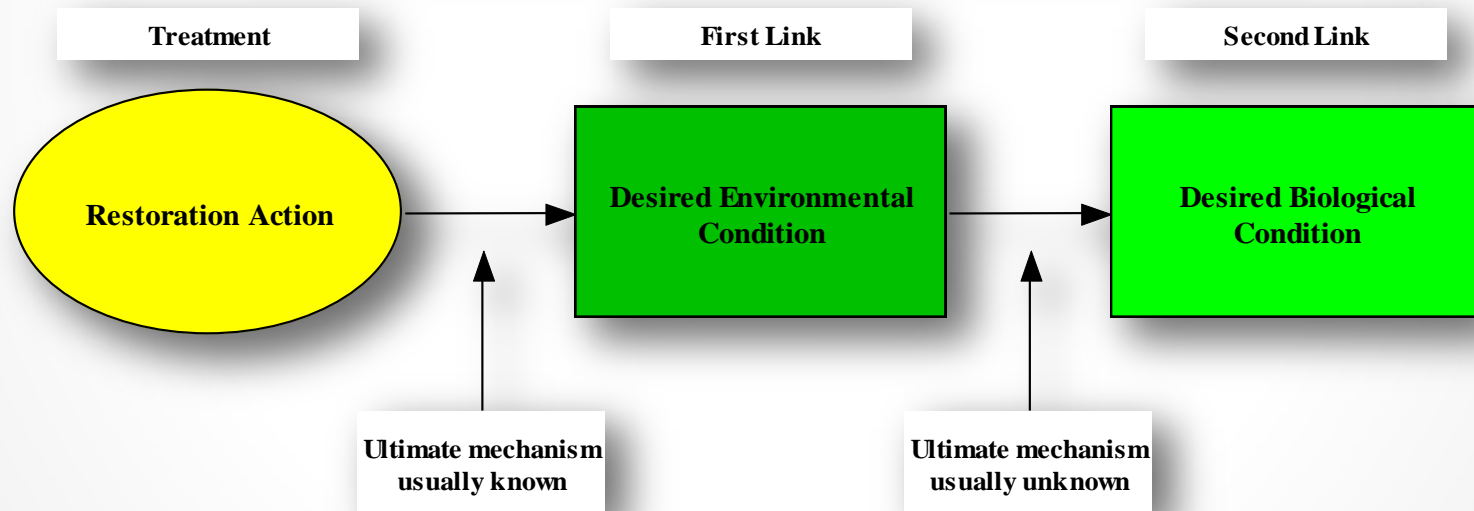 Treatment
First Link
Second Link
Restoration Action
Desired Environmental
Condition
Desired Biological
Condition
Ultimate mechanism
usually known
Ultimate mechanism
usually unknown